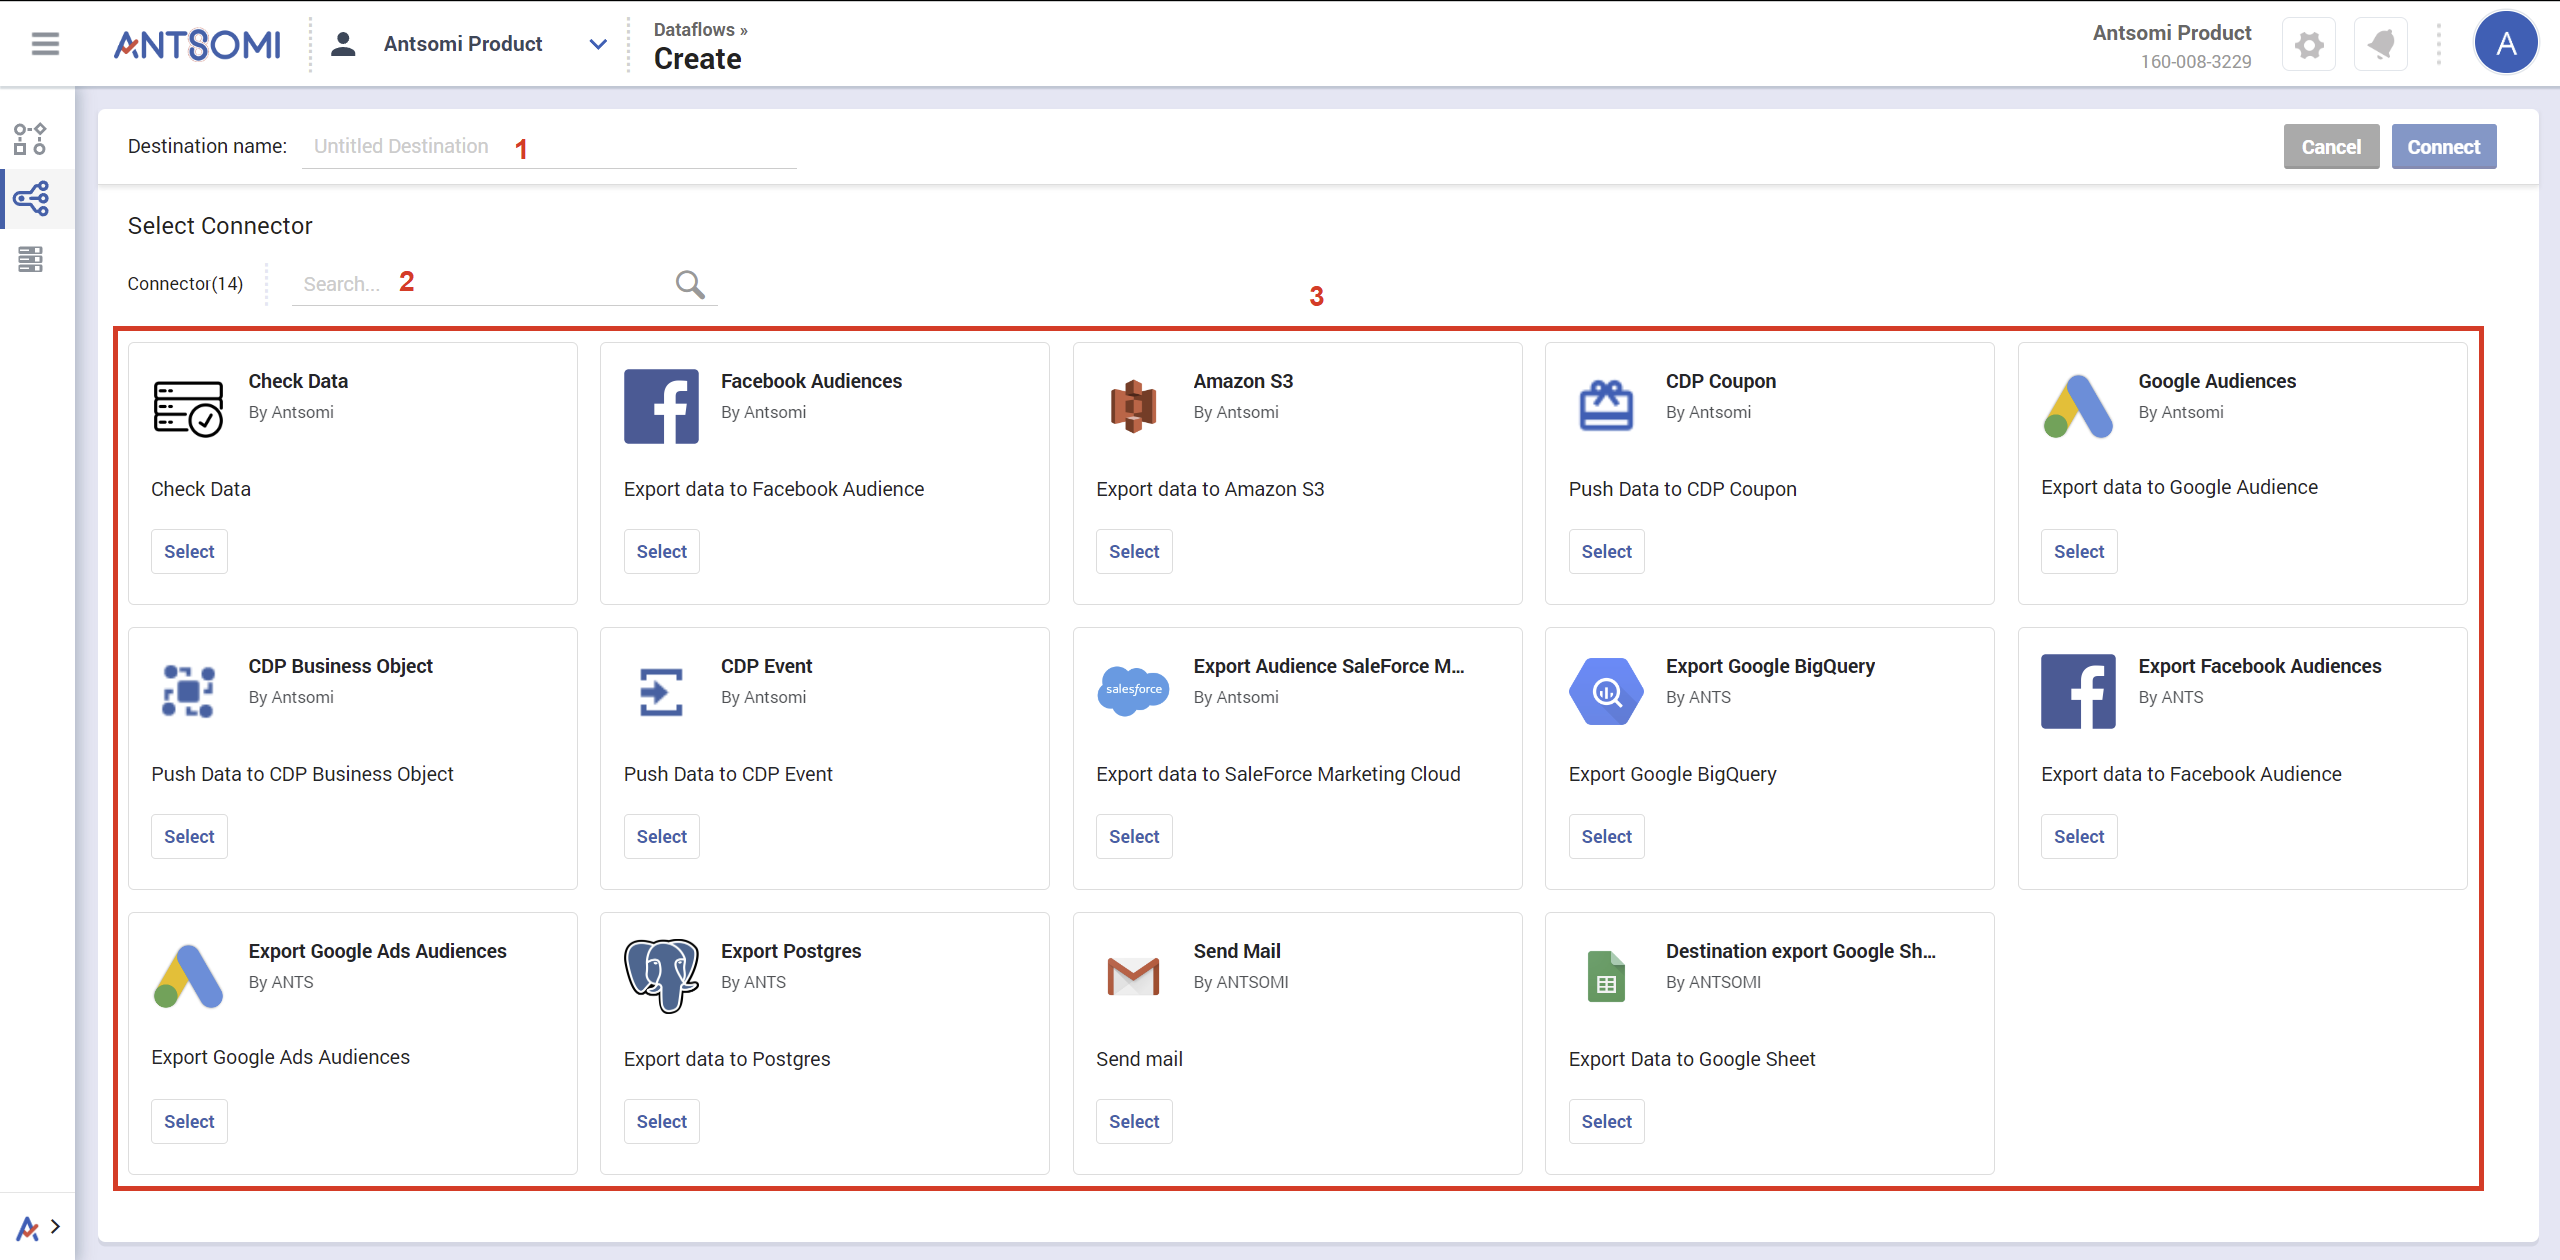 ANTSOMI
Antsomi Product
Dataflows »
Create
Antsomi Product
160-008-3229
A
Destination name:
Untitled Destination
1
Cancel
Connect
Select Connector
Connector(14)
Search...
2
3
Check Data
By Antsomi
Check Data
Select
Facebook Audiences
By Antsomi
Export data to Facebook Audience
Select
Amazon S3
By Antsomi
Export data to Amazon S3
Select
CDP Coupon
By Antsomi
Push Data to CDP Coupon
Select
Google Audiences
By Antsomi
Export data to Google Audience
Select
CDP Business Object
By Antsomi
Push Data to CDP Business Object
Select
CDP Event
By Antsomi
Push Data to CDP Event
Select
salesforce
Export Audience SaleForce M...
By Antsomi
Export data to SaleForce Marketing Cloud
Select
Export Google BigQuery
By ANTS
Export Google BigQuery
Select
Export Facebook Audiences
By ANTS
Export data to Facebook Audience
Select
Export Google Ads Audiences
By ANTS
Export Google Ads Audiences
Select
Export Postgres
By ANTS
Export data to Postgres
Select
Send Mail
By ANTSOMI
Send mail
Select
Destination export Google Sh...
By ANTSOMI
Export Data to Google Sheet
Select